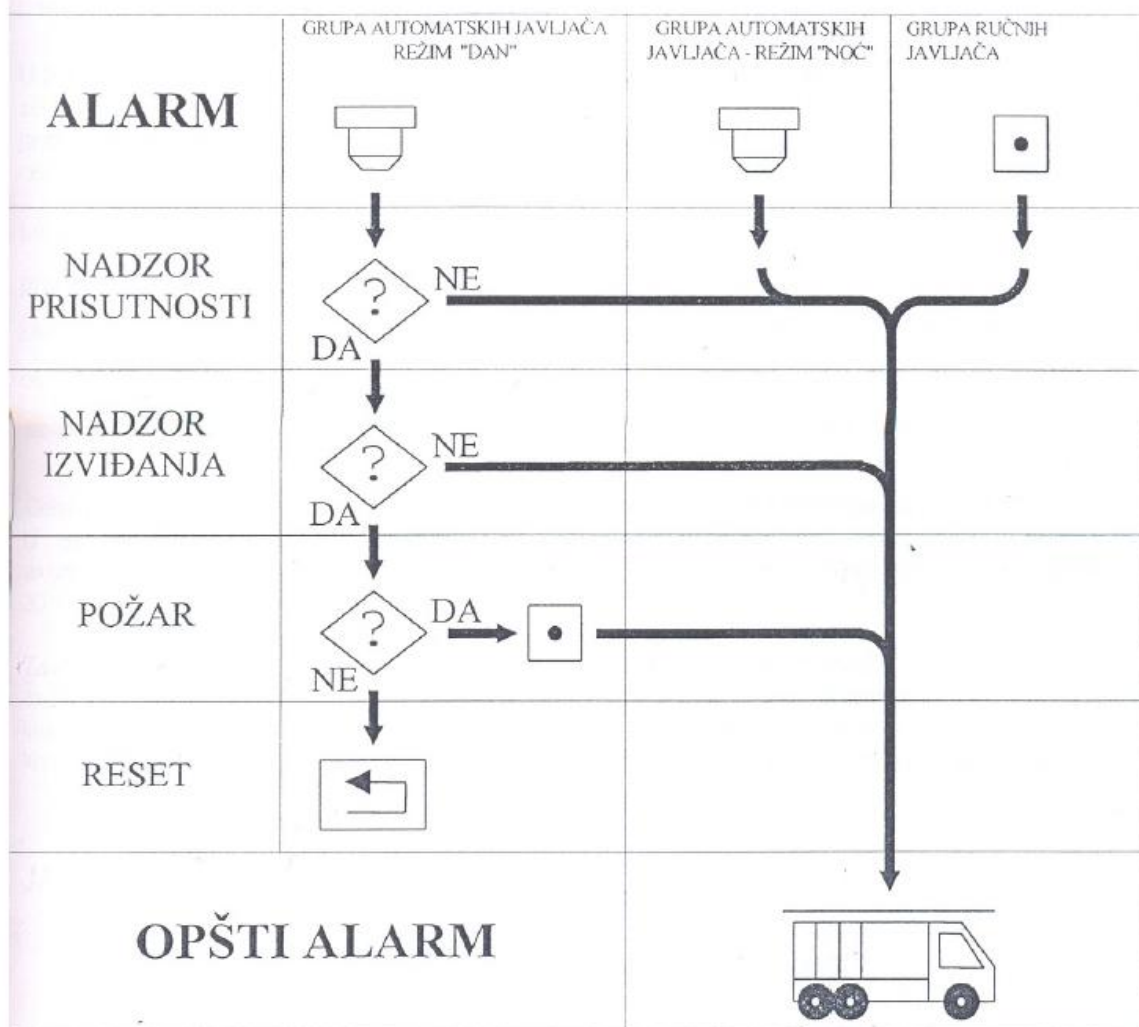 GRUPA AUTOMATSKIH JAVLJAČA
REŽIM "DAN"
GRUPA AUTOMATSKIH
JAVLJAČA - REŽIM "NOĆ"
GRUPA RUČNIH
JAVLJAČA
ALARM
NADZOR
PRISUTNOSTI
?
NE
DA
NADZOR
IZVIĐANJA
?
NE
DA
POŽAR
?
DA
NE
RESET
OPŠTI ALARM